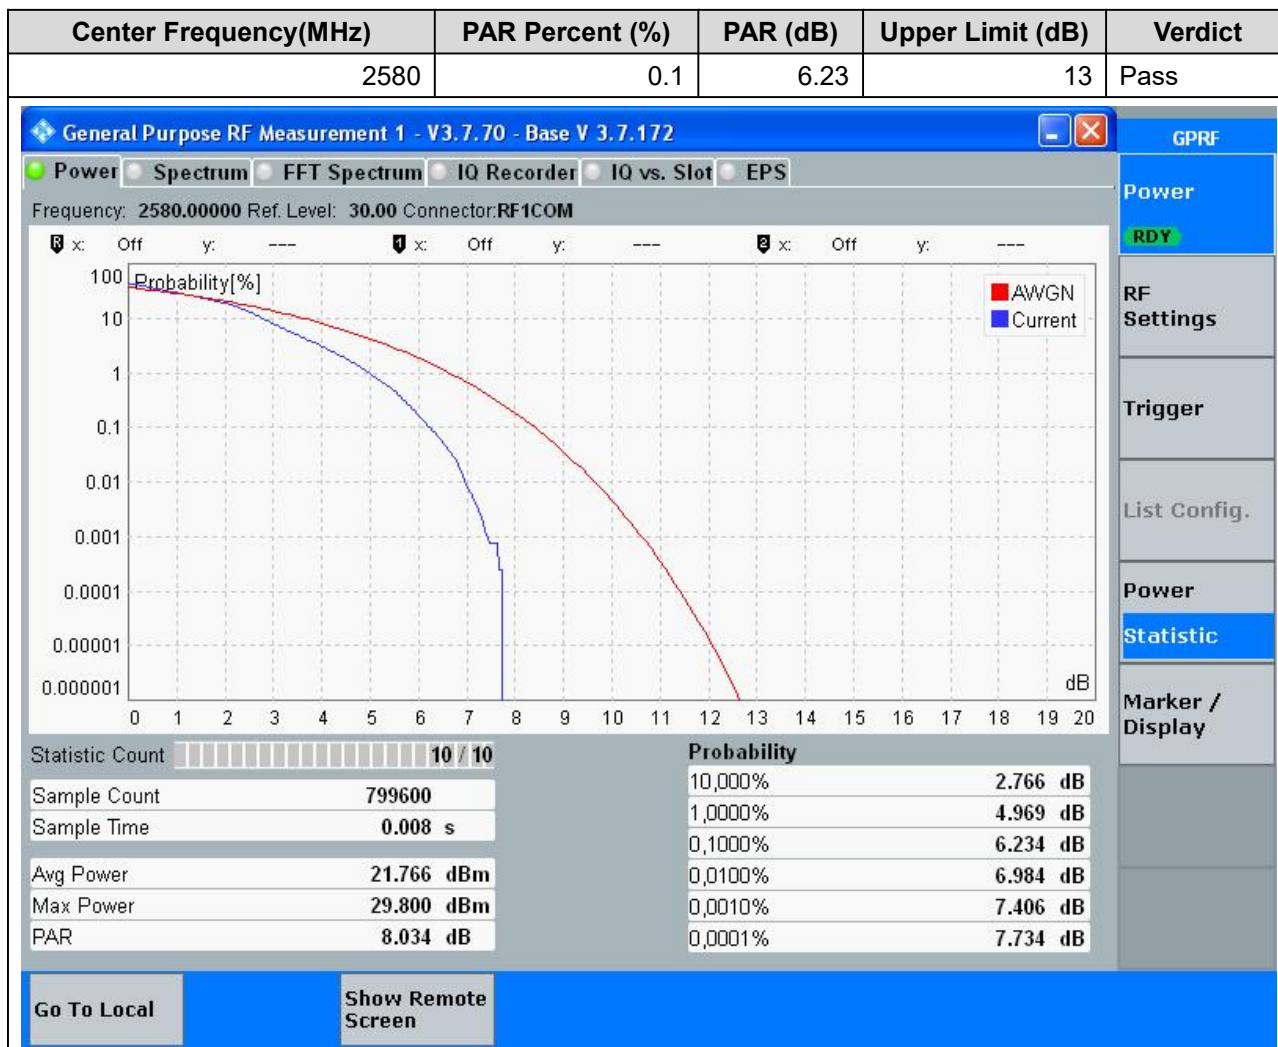 Center Frequency(MHz) PAR Percent (%) PAR (dB) Upper Limit (dB) Verdict
2580 0.1 6.23 13 Pass
General Purpose RF Measurement 1 - V3.7.70 - Base V 3.7.172
Power Spectrum FFT Spectrum IQ Recorder IQ vs. Slot EPS
Frequency: 2580.00000 Ref. Level: 30.00 Connector:RF1COM
R x: Off y: --- 1 x: Off y: --- 2 x: Off y: ---
Probability[%]
AWGN
Current
100
10
1
0.1
0.01
0.001
0.0001
0.00001
0.000001
dB
0 1 2 3 4 5 6 7 8 9 10 11 12 13 14 15 16 17 18 19 20
Statistic Count 10 / 10
Sample Count 799600
Sample Time 0.008 s
Avg Power 21.766 dBm
Max Power 29.800 dBm
PAR 8.034 dB
Probability
10,000% 2.766 dB
1,0000% 4.969 dB
0,1000% 6.234 dB
0,0100% 6.984 dB
0,0010% 7.406 dB
0,0001% 7.734 dB
GPRF
Power
RDY
RF
Settings
Trigger
List Config.
Power
Statistic
Marker /
Display
Go To Local
Show Remote
Screen